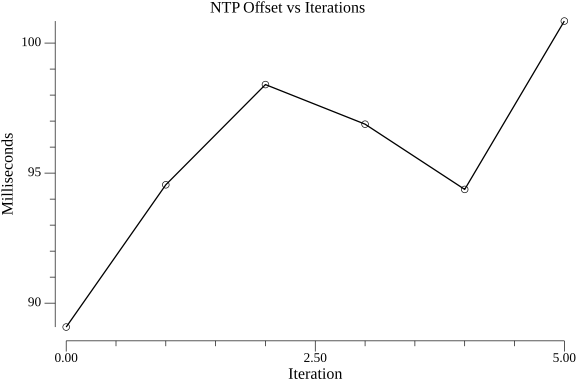 NTP Offset vs Iterations
100
95
90
Milliseconds
0.00
2.50
5.00
Iteration